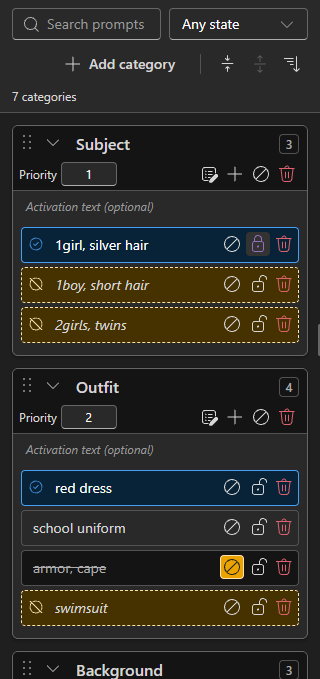 Search prompts
Any state
Add category
7 categories
Subject
3
Priority
1
Activation text (optional)
1girl, silver hair
1boy, short hair
2girls, twins
Outfit
4
Priority
2
Activation text (optional)
red dress
school uniform
armor, cape
swimsuit
Background
3